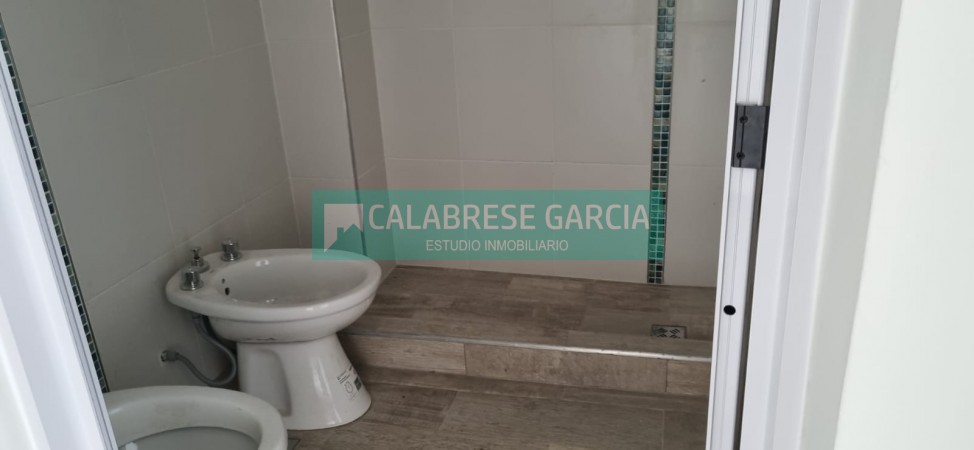 CALABRESE GARCIA
ESTUDIO INMOBILIARIO